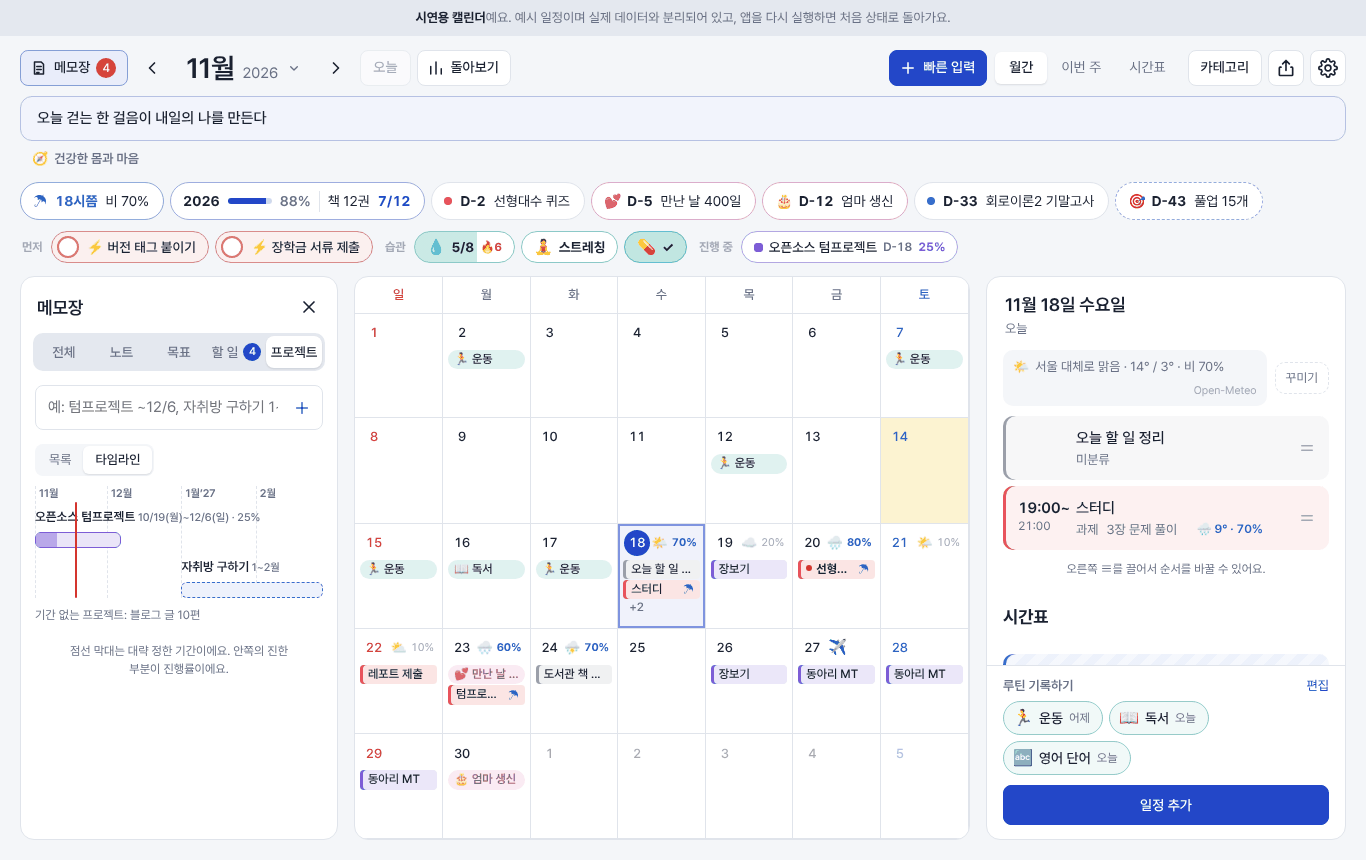 시연용 캘린더예요. 예시 일정이며 실제 데이터와 분리되어 있고, 앱을 다시 실행하면 처음 상태로 돌아가요.
메모장 4 11월 2026 오늘 돌아보기 빠른 입력 월간 이번 주 시간표 카테고리
오늘 걷는 한 걸음이 내일의 나를 만든다
건강한 몸과 마음
18시쯤 비 70% 2026 88% 책 12권 7/12 D-2 선형대수 퀴즈 D-5 만난 날 400일 D-12 엄마 생신 D-33 회로이론2 기말고사 D-43 풀업 15개
먼저 버전 태그 붙이기 장학금 서류 제출 습관 5/8 6 스트레칭 진행 중 오픈소스 텀프로젝트 D-18 25%
메모장
전체 노트 목표 할 일 4 프로젝트
예: 텀프로젝트 ~12/6, 자취방 구하기 1-
목록 타임라인
11월 12월 1월'27 2월
오픈소스 텀프로젝트 10/19(월)~12/6(일) · 25%
자취방 구하기 1~2월
기간 없는 프로젝트: 블로그 글 10편
점선 막대는 대략 정한 기간이에요. 안쪽의 진한
부분이 진행률이에요.
일 월 화 수 목 금 토
1 2 3 4 5 6 7
운동 운동
8 9 10 11 12 13 14
운동
15 16 17 18 70% 19 20% 20 80% 21 10%
운동 독서 운동 오늘 할 일 ... 장보기 선형...
스터디
+2
22 10% 23 60% 24 70% 25 26 27 28
레포트 제출 만난 날 ... 도서관 책 ... 장보기 동아리 MT 동아리 MT
텀프로...
29 30 1 2 3 4 5
동아리 MT 엄마 생신
11월 18일 수요일
오늘
서울 대체로 맑음 · 14° / 3° · 비 70%
Open-Meteo
꾸미기
오늘 할 일 정리
미분류
19:00~ 스터디
21:00 과제 3장 문제 풀이 9° · 70%
오른쪽 ≡를 끌어서 순서를 바꿀 수 있어요.
시간표
루틴 기록하기 편집
운동 어제 독서 오늘
abc 영어 단어 오늘
일정 추가